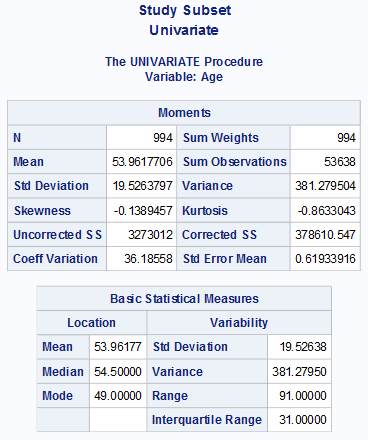 Study Subset
Univariate
The UNIVARIATE Procedure
Variable: Age
Moments
N 994 Sum Weights 994
Mean 53.9617706 Sum Observations 53638
Std Deviation 19.5263797 Variance 381.279504
Skewness -0.1389457 Kurtosis -0.8633043
Uncorrected SS 3273012 Corrected SS 378610.547
Coeff Variation 36.18558 Std Error Mean 0.61933916
Basic Statistical Measures
Location Variability
Mean 53.96177 Std Deviation 19.52638
Median 54.50000 Variance 381.27950
Mode 49.00000 Range 91.00000
Interquartile Range 31.00000